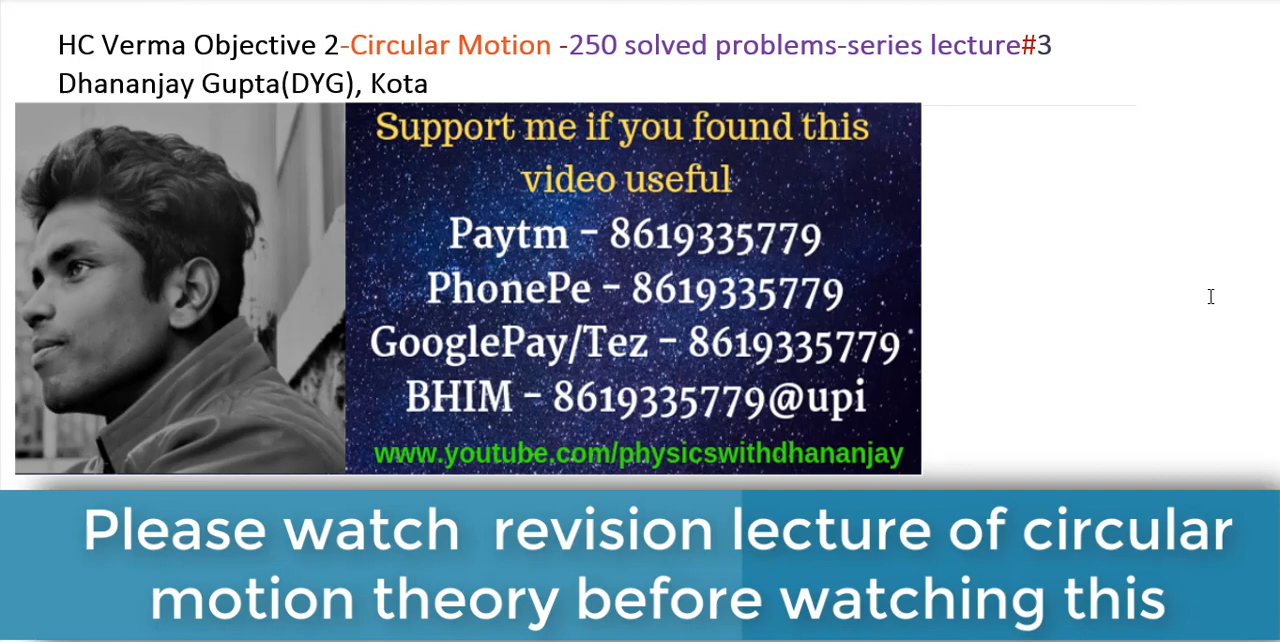 HC Verma Objective 2-Circular Motion -250 solved problems-series lecture#3
Dhananjay Gupta(DYG), Kota
Support me if you found this
video useful
Paytm - 8619335779
PhonePe - 8619335779
GooglePay/Tez - 8619335779
BHIM - 8619335779@upi
www.youtube.com/physicswithdhananjay
Please watch revision lecture of circular
motion theory before watching this